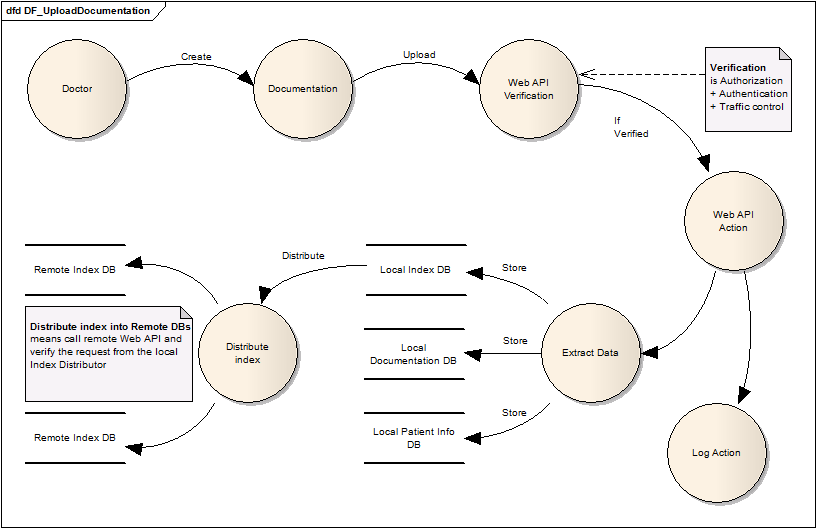 dfd DF_UploadDocumentation
Create
Upload
Doctor
Documentation
Web API
Verification
Verification
is Authorization
+ Authentication
+ Traffic control
If
Verified
Web API
Action
Distribute
Store
Remote Index DB
Local Index DB
Distribute index into Remote DBs
means call remote Web API and
verify the request from the local
Index Distributor
Distribute
index
Store
Local
Documentation DB
Extract Data
Store
Remote Index DB
Local Patient Info
DB
Log Action